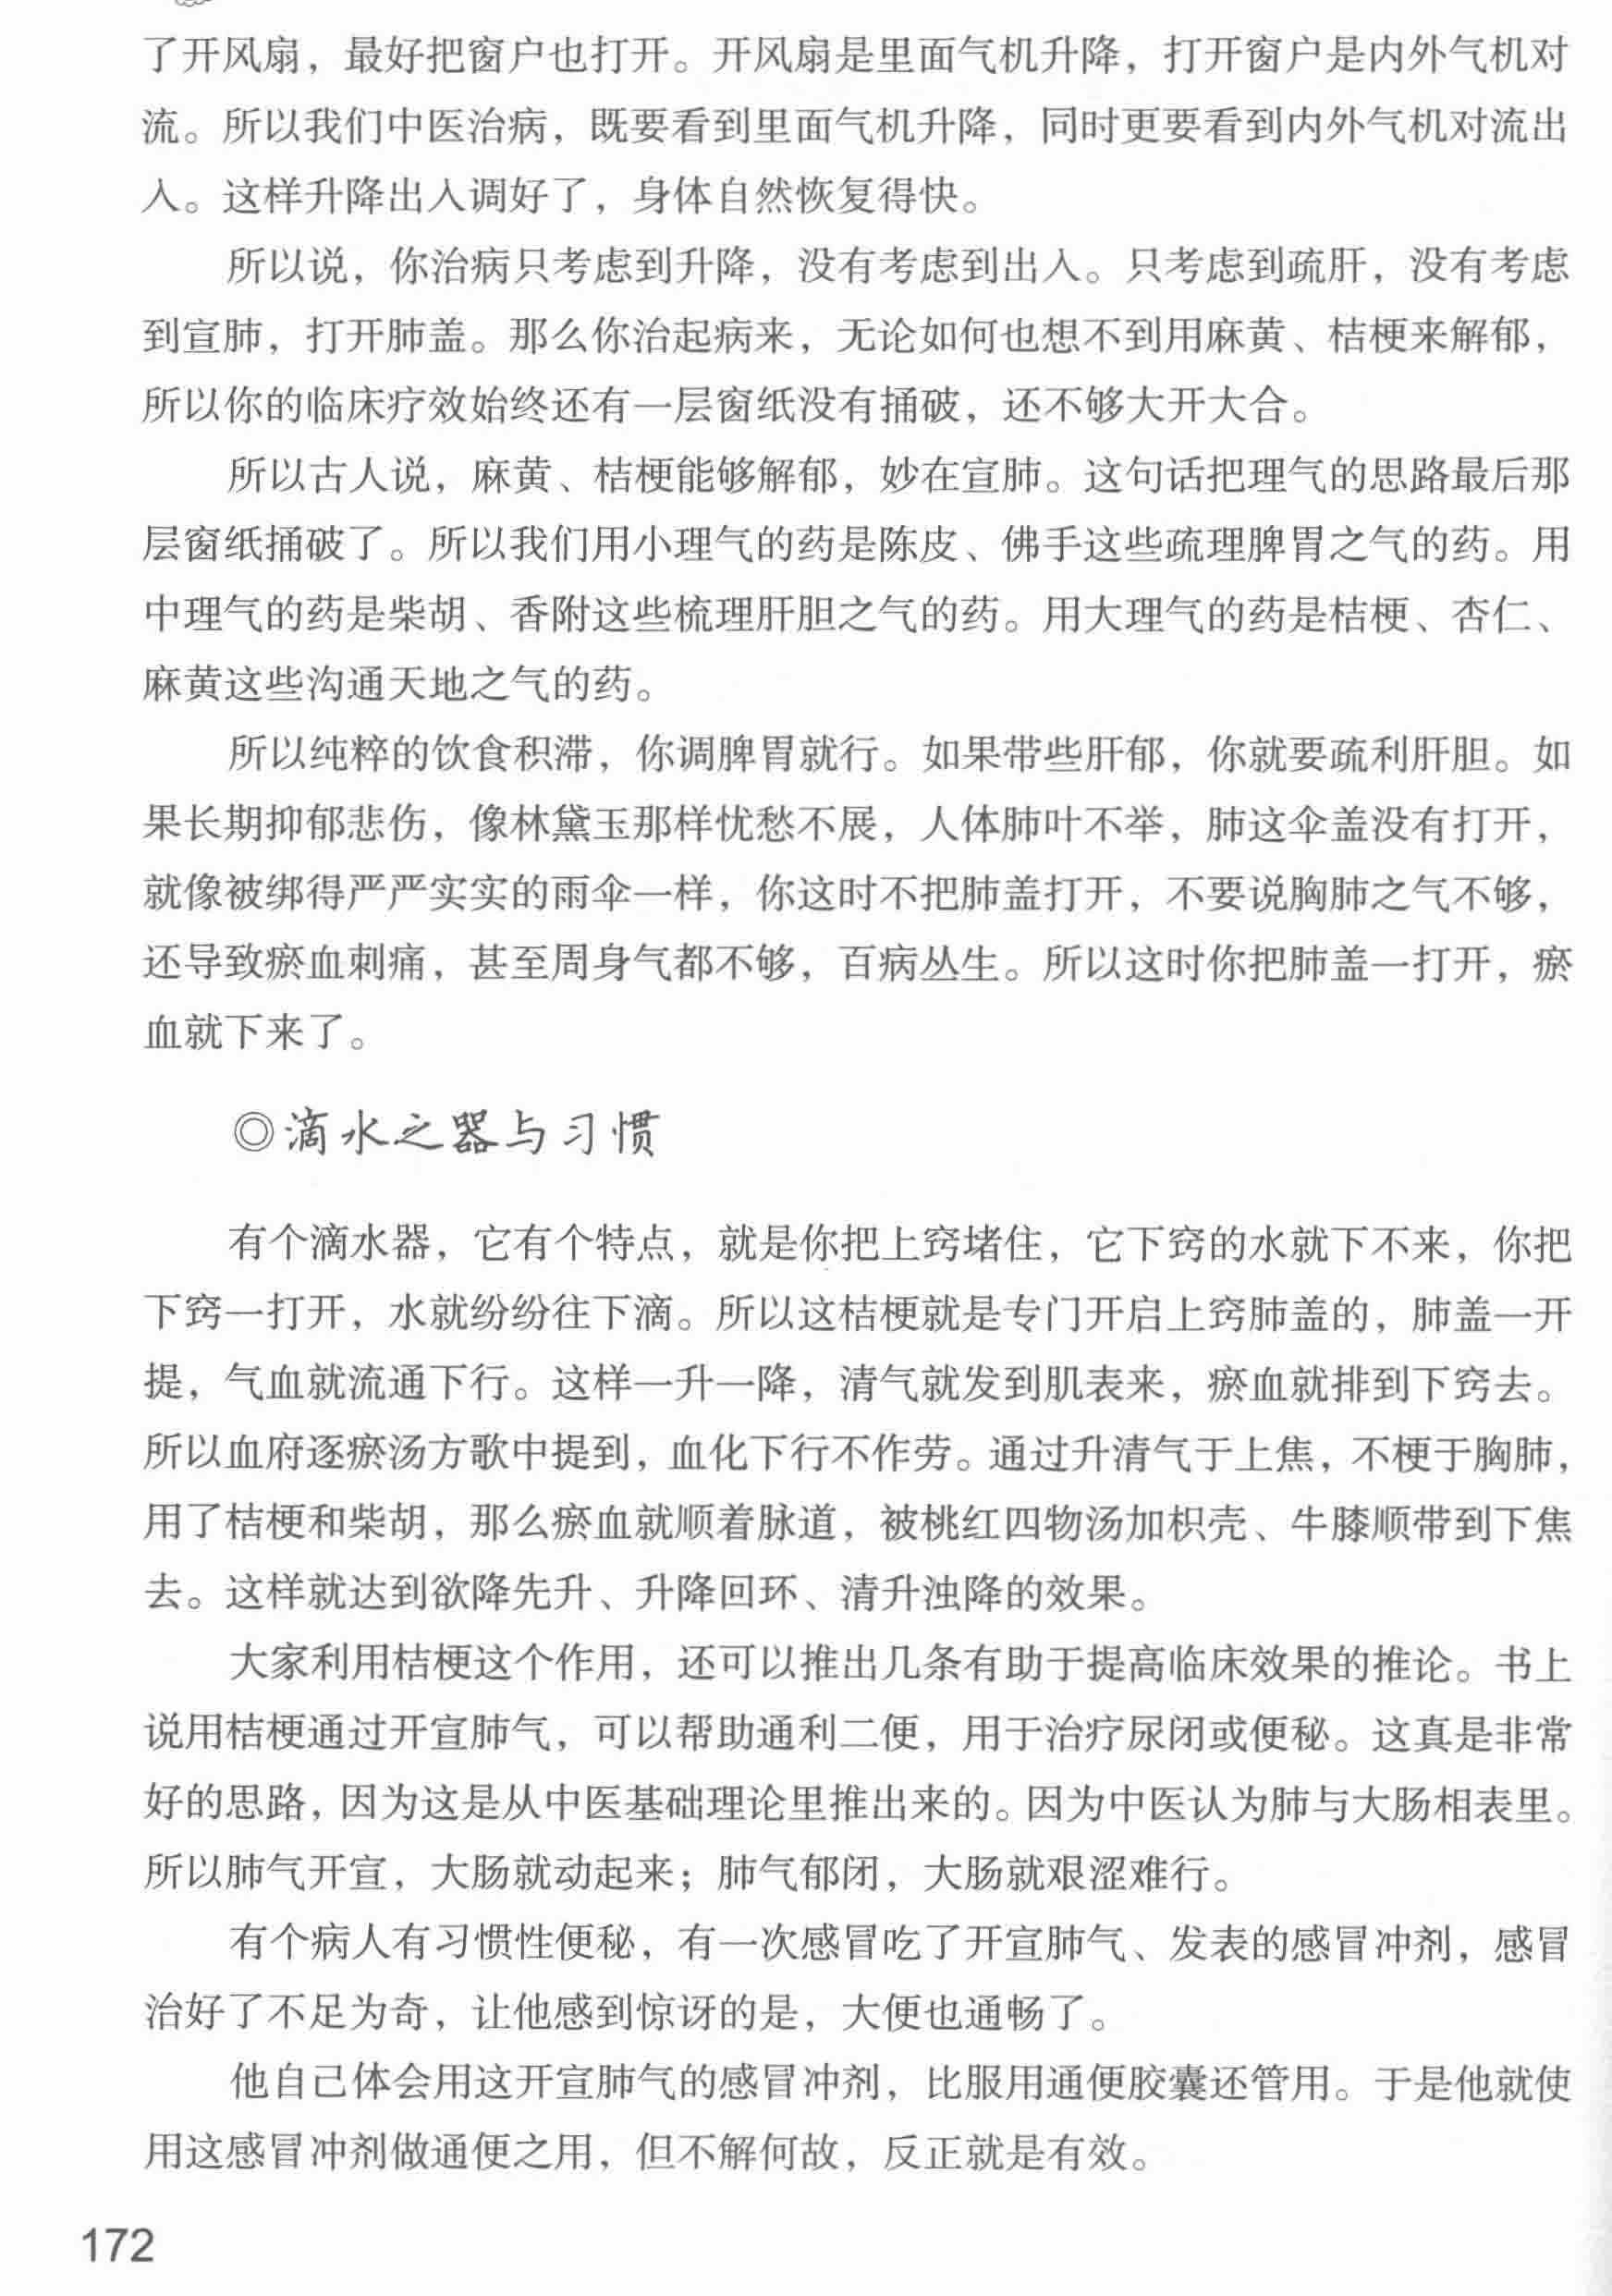 了开风扇，最好把窗户也打开。开风扇是里面气机升降，打开窗户是内外气机对
流。所以我们中医治病，既要看到里面气机升降，同时更要看到内外气机对流出
入。这样升降出入调好了，身体自然恢复得快。
所以说，你治病只考虑到升降，没有考虑到出入。只考虑到疏肝，没有考虑
到宣肺，打开肺盖。那么你治起病来，无论如何也想不到用麻黄、桔梗来解郁，
所以你的临床疗效始终还有一层窗纸没有捅破，还不够大开大合。
所以古人说，麻黄、桔梗能够解郁，妙在宣肺。这句话把理气的思路最后那
层窗纸捅破了。所以我们用小理气的药是陈皮、佛手这些疏理脾胃之气的药。用
中理气的药是柴胡、香附这些梳理肝胆之气的药。用大理气的药是桔梗、杏仁、
麻黄这些沟通天地之气的药。
所以纯粹的饮食积滞，你调脾胃就行。如果带些肝郁，你就要疏利肝胆。如
果长期抑郁悲伤，像林黛玉那样忧愁不展，人体肺叶不举，肺这伞盖没有打开，
就像被绑得严严实实的雨伞一样，你这时不把肺盖打开，不要说胸肺之气不够，
还导致瘀血刺痛，甚至周身气都不够，百病丛生。所以这时你把肺盖一打开，瘀
血就下来了。
◎滴水之器与习惯
有个滴水器，它有个特点，就是你把上窍堵住，它下窍的水就下不来，你把
下窍一打开，水就纷纷往下滴。所以这桔梗就是专门开启上窍肺盖的，肺盖一开
提，气血就流通下行。这样一升一降，清气就发到肌表来，瘀血就排到下窍去。
所以血府逐瘀汤方歌中提到，血化下行不作劳。通过升清气于上焦，不梗于胸肺，
用了桔梗和柴胡，那么瘀血就顺着脉道，被桃红四物汤加枳壳、牛膝顺带到下焦
去。这样就达到欲降先升、升降回环、清升浊降的效果。
大家利用桔梗这个作用，还可以推出几条有助于提高临床效果的推论。书上
说用桔梗通过开宣肺气，可以帮助通利二便，用于治疗尿闭或便秘。这真是非常
好的思路，因为这是从中医基础理论里推出来的。因为中医认为肺与大肠相表里。
所以肺气开宣，大肠就动起来；肺气郁闭，大肠就艰涩难行。
有个病人有习惯性便秘，有一次感冒吃了开宣肺气、发表的感冒冲剂，感冒
治好了不足为奇，让他感到惊讶的是，大便也通畅了。
他自己体会用这开宣肺气的感冒冲剂，比服用通便胶囊还管用。于是他就使
用这感冒冲剂做通便之用，但不解何故，反正就是有效。
172